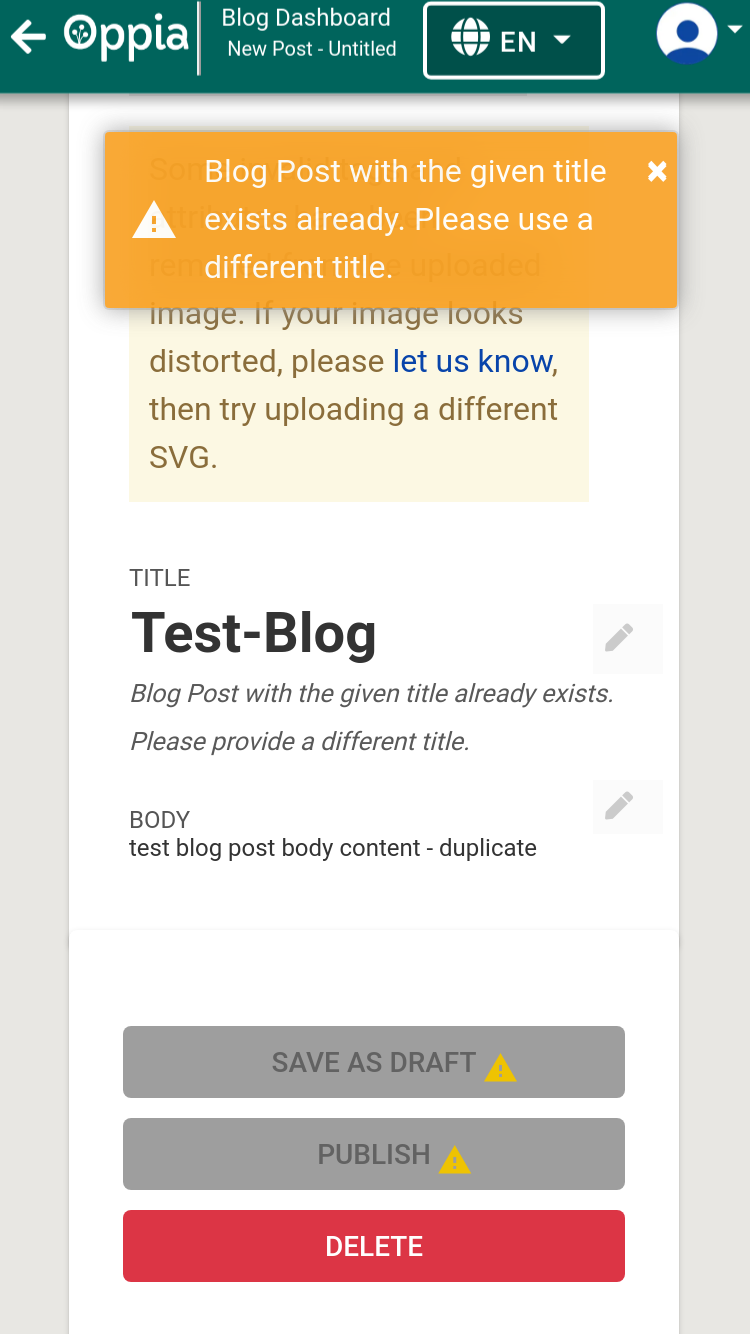 Oppia
Blog Dashboard
New Post - Untitled
EN
Blog Post with the given title
exists already. Please use a
different title.
uploaded
image. If your image looks
distorted, please let us know,
then try uploading a different
SVG.
TITLE
Test-Blog
Blog Post with the given title already exists.
Please provide a different title.
BODY
test blog post body content - duplicate
SAVE AS DRAFT
PUBLISH
DELETE